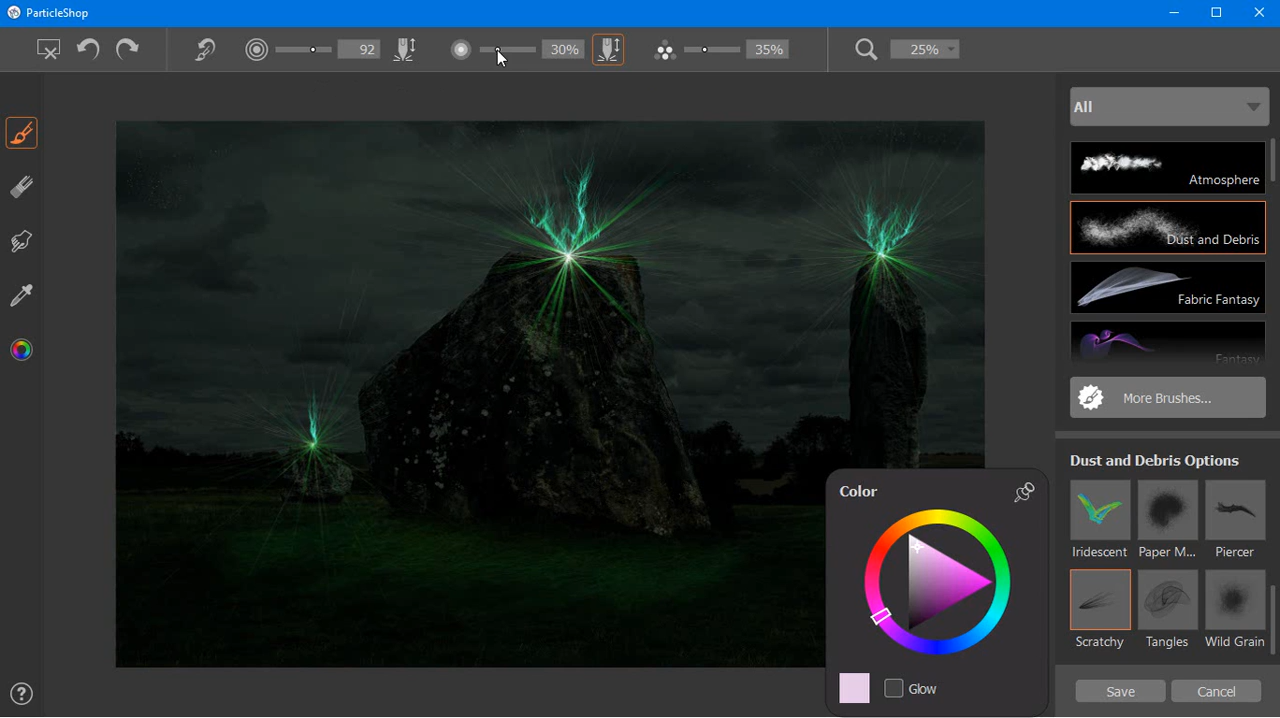 ParticleShop
92
30%
35%
25%
All
Atmosphere
Dust and Debris
Fabric Fantasy
Fantasy
More Brushes...
Dust and Debris Options
Iridescent
Paper M...
Piercer
Scratchy
Tangles
Wild Grain
Color
Glow
Save
Cancel